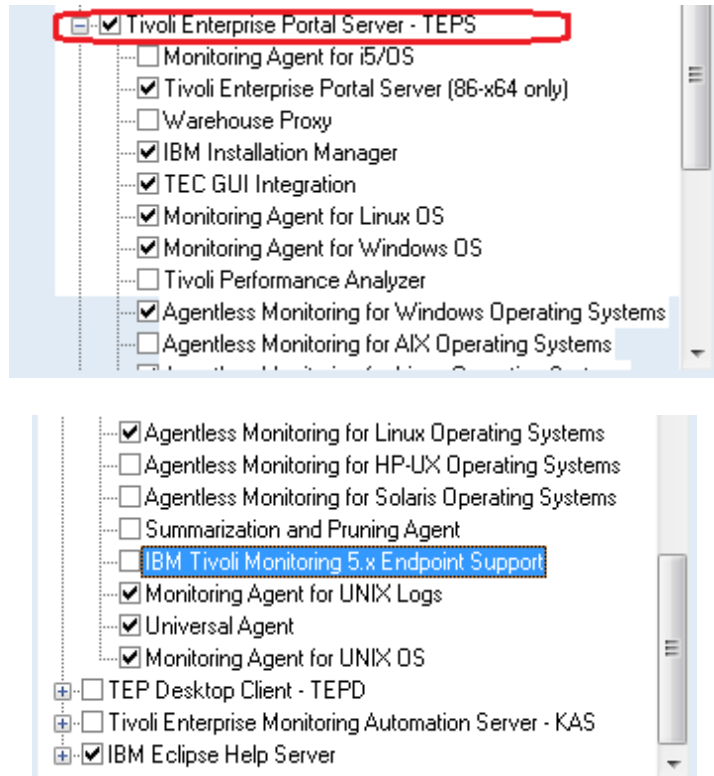 Tivoli Enterprise Portal Server - TEPS
Monitoring Agent for i5/OS
Tivoli Enterprise Portal Server (86-x64 only)
Warehouse Proxy
IBM Installation Manager
TEC GUI Integration
Monitoring Agent for Linux OS
Monitoring Agent for Windows OS
Tivoli Performance Analyzer
Agentless Monitoring for Windows Operating Systems
Agentless Monitoring for AIX Operating Systems
Agentless Monitoring for Linux Operating Systems
Agentless Monitoring for HP-UX Operating Systems
Agentless Monitoring for Solaris Operating Systems
Summarization and Pruning Agent
IBM Tivoli Monitoring 5.x Endpoint Support
Monitoring Agent for UNIX Logs
Universal Agent
Monitoring Agent for UNIX OS
TEP Desktop Client - TEPD
Tivoli Enterprise Monitoring Automation Server - KAS
IBM Eclipse Help Server